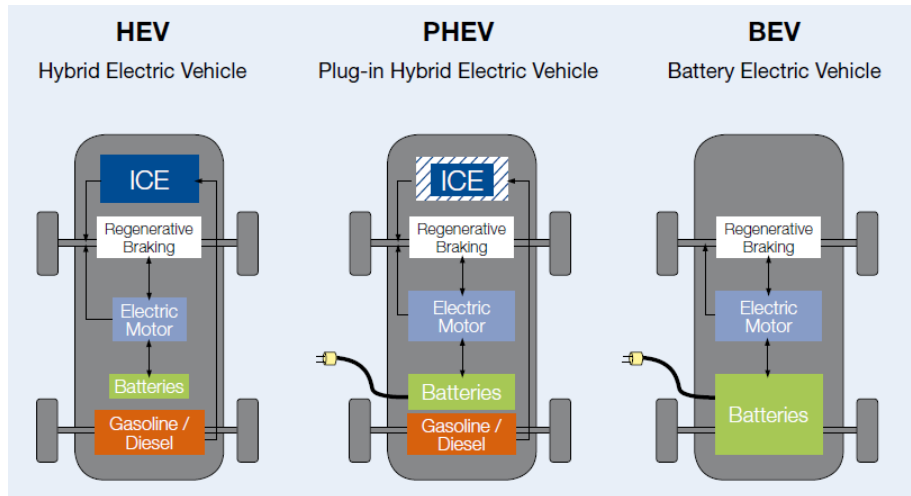 HEV
Hybrid Electric Vehicle
ICE
Regenerative
Braking
Electric
Motor
Batteries
Gasoline /
Diesel
PHEV
Plug-in Hybrid Electric Vehicle
ICE
Regenerative
Braking
Electric
Motor
Batteries
Gasoline /
Diesel
BEV
Battery Electric Vehicle
Regenerative
Braking
Electric
Motor
Batteries